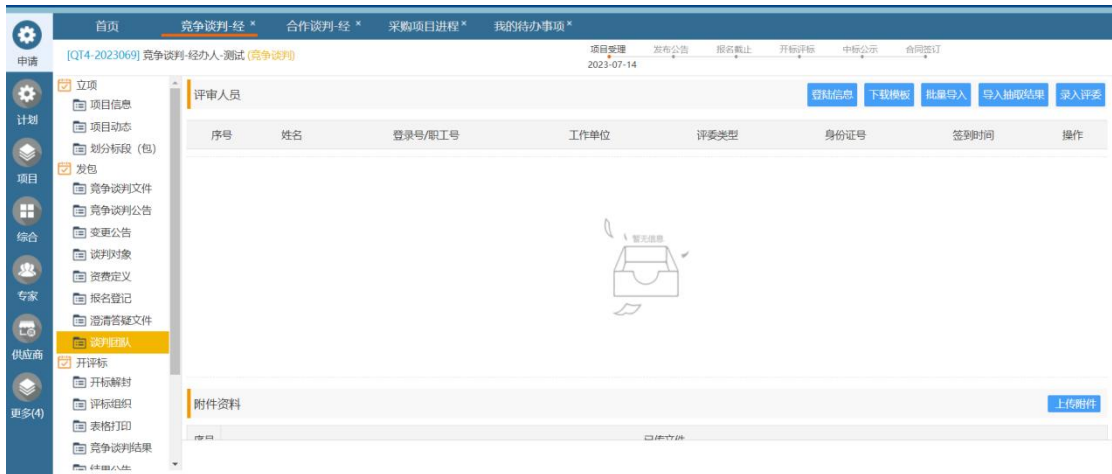 首页 竞争谈判-经 × 合作谈判-经 × 采购项目进程 × 我的待办事项 ×
申请
计划
项目
综合
专家
供应商
更多(4)
[QT4-2023069] 竞争谈判-经办人-测试 (竞争谈判)
项目受理 发布公告 报名截止 开标评标 中标公示 合同签订
2023-07-14
立项
项目信息
项目动态
划分标段（包）
发包
竞争谈判文件
竞争谈判公告
变更公告
谈判对象
资费定义
报名登记
澄清答疑文件
谈判团队
开评标
开标解封
评标组织
表格打印
竞争谈判结果
结果公告
评审人员
登陆信息 下载模板 批量导入 导入抽取结果 录入评委
序号 姓名 登录号/职工号 工作单位 评委类型 身份证号 签到时间 操作
暂无信息
附件资料
上传附件
序号 已传文件